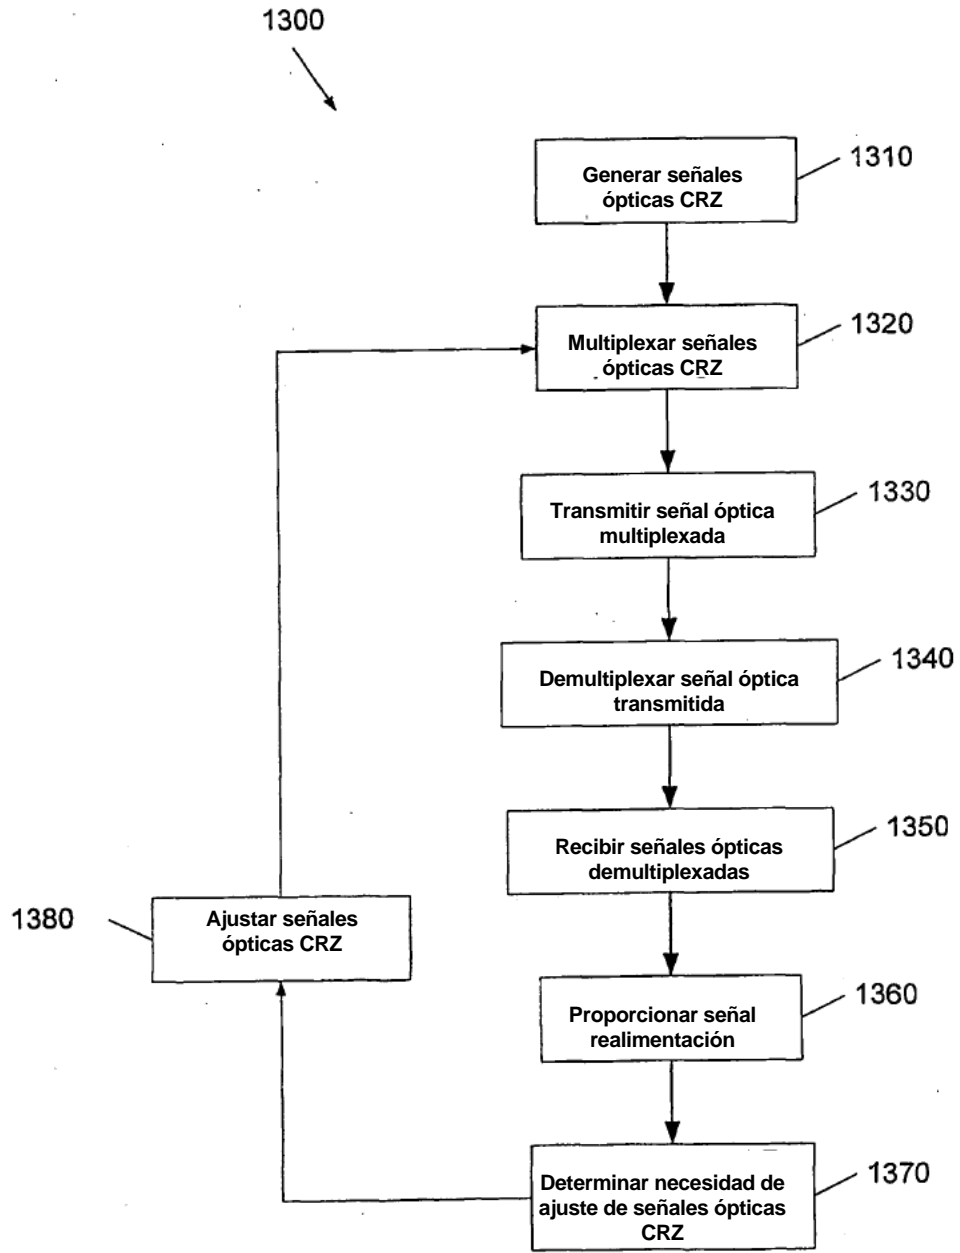 1300
Generar señales
ópticas CRZ
1310
Multiplexar señales
ópticas CRZ
1320
Transmitir señal óptica
multiplexada
1330
Demultiplexar señal óptica
transmitida
1340
Recibir señales ópticas
demultiplexadas
1350
Ajustar señales
ópticas CRZ
1380
Proporcionar señal
realimentación
1360
Determinar necesidad de
ajuste de señales ópticas
CRZ
1370